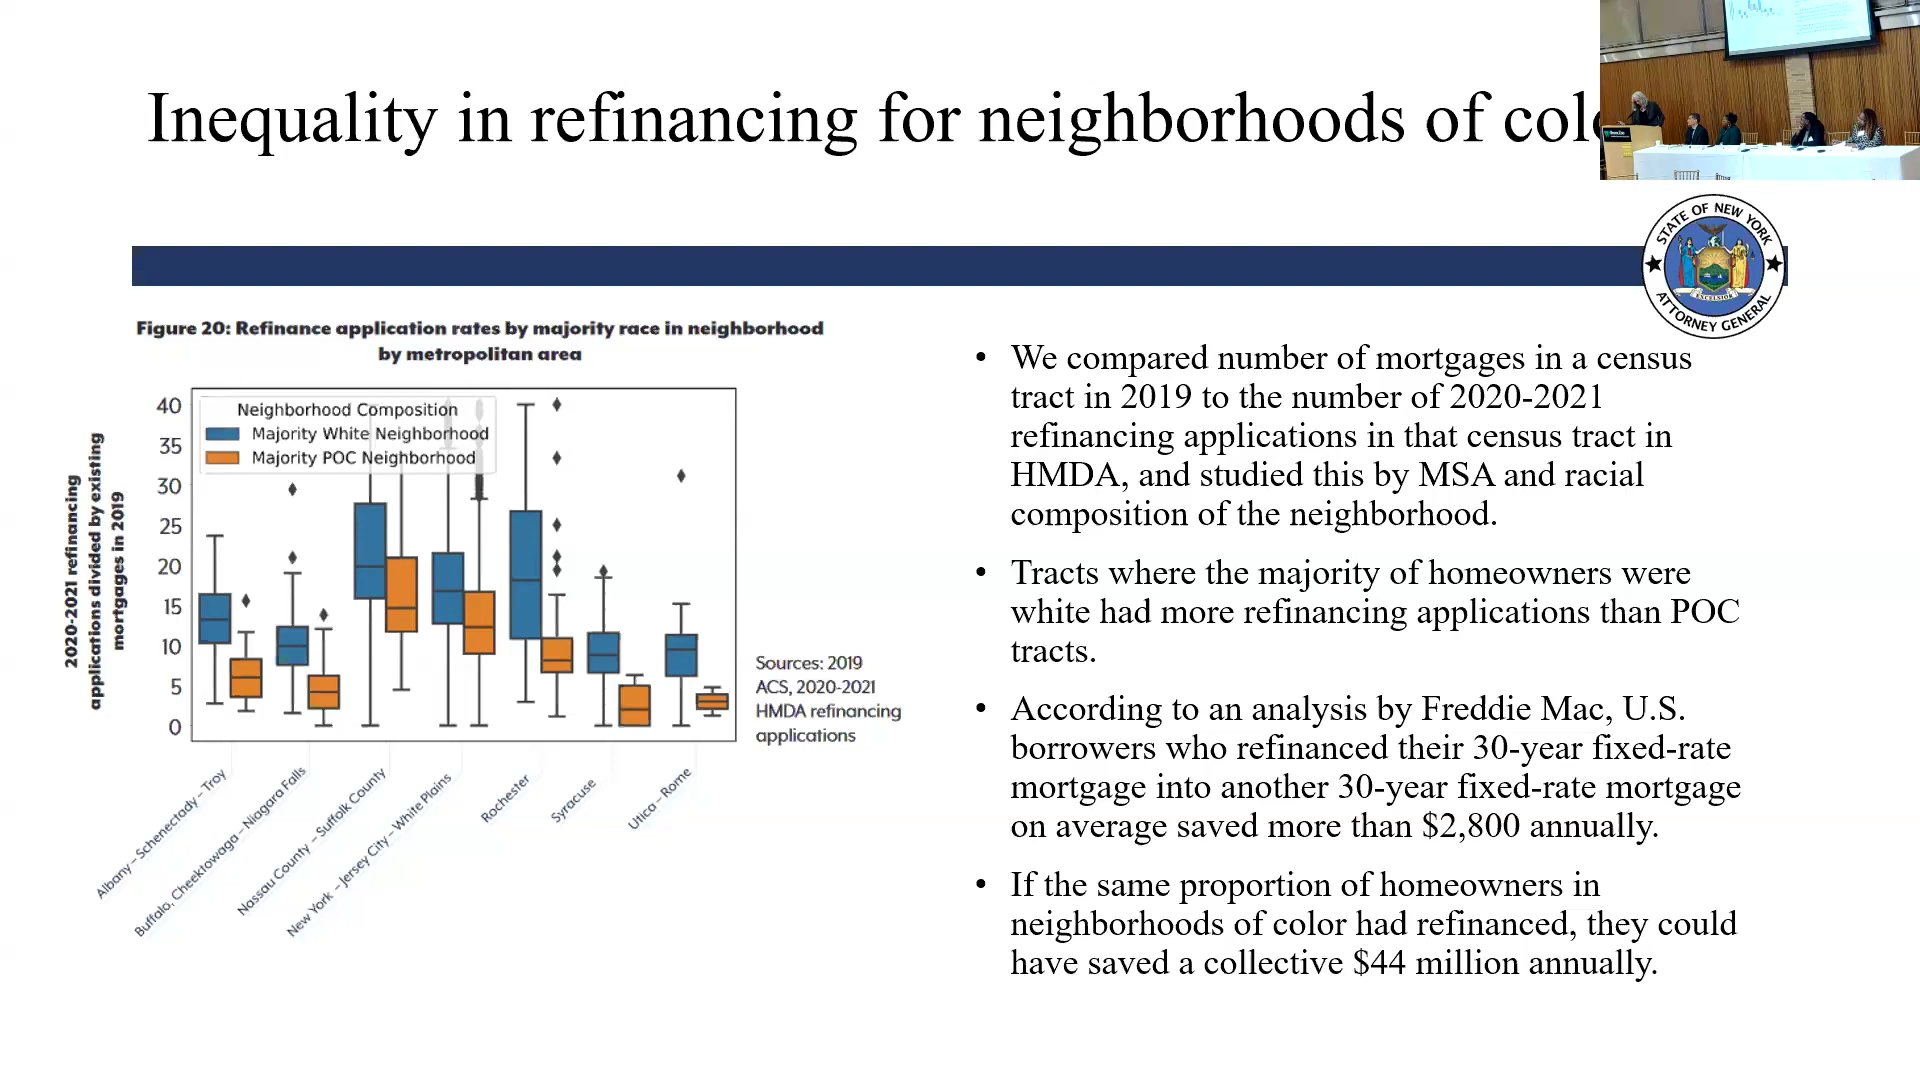 Inequality in refinancing for neighborhoods of
STATE OF NEW YORK
EXCELSIOR
ATTORNEY GENERAL
Figure 20: Refinance application rates by majority race in neighborhood
by metropolitan area
2020-2021 refinancing
applications divided by existing
mortgages in 2019
40
35
30
25
20
15
10
5
0
Neighborhood Composition
Majority White Neighborhood
Majority POC Neighborhood
Albany – Schenectady – Troy
Buffalo, Cheektowaga – Niagara Falls
Nassau County – Suffolk County
New York – Jersey City – White Plains
Rochester
Syracuse
Utica – Rome
Sources: 2019
ACS, 2020-2021
HMDA refinancing
applications
• We compared number of mortgages in a census
tract in 2019 to the number of 2020-2021
refinancing applications in that census tract in
HMDA, and studied this by MSA and racial
composition of the neighborhood.
• Tracts where the majority of homeowners were
white had more refinancing applications than POC
tracts.
• According to an analysis by Freddie Mac, U.S.
borrowers who refinanced their 30-year fixed-rate
mortgage into another 30-year fixed-rate mortgage
on average saved more than $2,800 annually.
• If the same proportion of homeowners in
neighborhoods of color had refinanced, they could
have saved a collective $44 million annually.